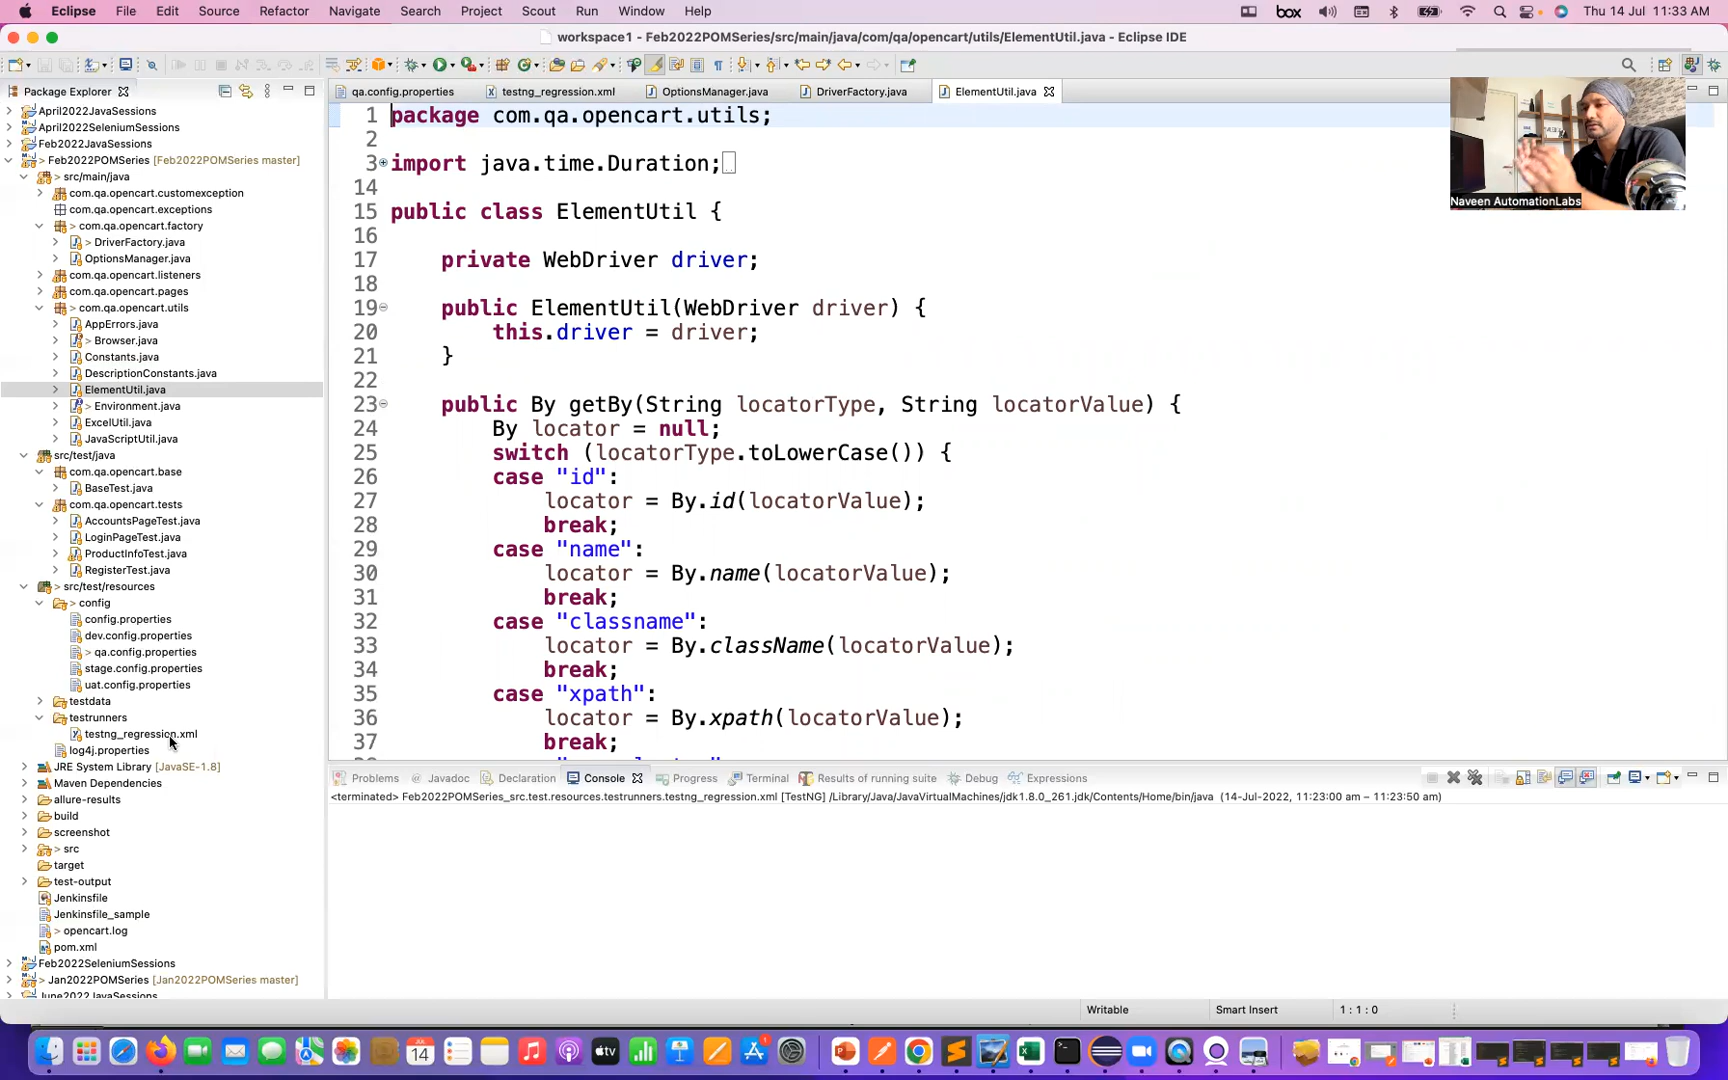 Eclipse File Edit Source Refactor Navigate Search Project Scout Run Window Help box Thu 14 Jul 11:33 AM
workspace1 - Feb2022POMSeries/src/main/java/com/qa/opencart/utils/ElementUtil.java - Eclipse IDE
Package Explorer
qa.config.properties testng_regression.xml OptionsManager.java DriverFactory.java ElementUtil.java
April2022JavaSessions
April2022SeleniumSessions
Feb2022JavaSessions
> Feb2022POMSeries [Feb2022POMSeries master]
> src/main/java
com.qa.opencart.customexception
com.qa.opencart.exceptions
> com.qa.opencart.factory
> DriverFactory.java
OptionsManager.java
com.qa.opencart.listeners
com.qa.opencart.pages
> com.qa.opencart.utils
AppErrors.java
> Browser.java
Constants.java
DescriptionConstants.java
ElementUtil.java
> Environment.java
ExcelUtil.java
JavaScriptUtil.java
src/test/java
com.qa.opencart.base
BaseTest.java
com.qa.opencart.tests
AccountsPageTest.java
LoginPageTest.java
ProductInfoTest.java
RegisterTest.java
> src/test/resources
> config
config.properties
dev.config.properties
> qa.config.properties
stage.config.properties
uat.config.properties
testdata
testrunners
testng_regression.xml
log4j.properties
JRE System Library [JavaSE-1.8]
Maven Dependencies
allure-results
build
screenshot
> src
target
test-output
Jenkinsfile
Jenkinsfile_sample
> opencart.log
pom.xml
Feb2022SeleniumSessions
> Jan2022POMSeries [Jan2022POMSeries master]
June2022JavaSessions
1 package com.qa.opencart.utils;
2
3 import java.time.Duration;
14
15 public class ElementUtil {
16
17 private WebDriver driver;
18
19 public ElementUtil(WebDriver driver) {
20 this.driver = driver;
21 }
22
23 public By getBy(String locatorType, String locatorValue) {
24 By locator = null;
25 switch (locatorType.toLowerCase()) {
26 case "id":
27 locator = By.id(locatorValue);
28 break;
29 case "name":
30 locator = By.name(locatorValue);
31 break;
32 case "classname":
33 locator = By.className(locatorValue);
34 break;
35 case "xpath":
36 locator = By.xpath(locatorValue);
37 break;
Naveen AutomationLabs
Problems Javadoc Declaration Console Progress Terminal Results of running suite Debug Expressions
<terminated> Feb2022POMSeries_src.test.resources.testrunners.testng_regression.xml [TestNG] /Library/Java/JavaVirtualMachines/jdk1.8.0_261.jdk/Contents/Home/bin/java (14-Jul-2022, 11:23:00 am – 11:23:50 am)
Writable Smart Insert 1 : 1 : 0
JUL
14
tv